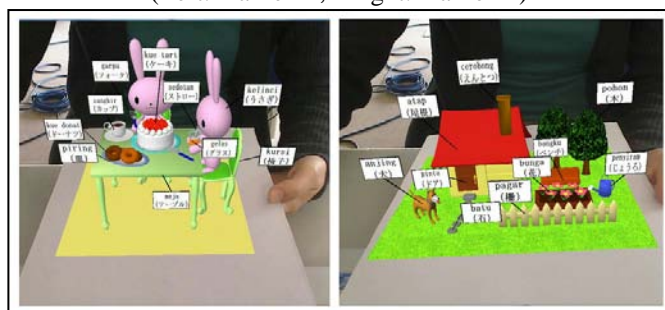 kue tart
(ケーキ)
garpu
(フォーク)
sedotan
(ストロー)
kelinci
(うさぎ)
cangkir
(カップ)
kue donat
(ドーナツ)
gelas
(グラス)
piring
(皿)
kursi
(椅子)
meja
(テーブル)
cerobong
(えんとつ)
pohon
(木)
atap
(屋根)
bangku
(ベンチ)
penyiram
(じょうろ)
anjing
(犬)
pintu
(ドア)
bunga
(花)
pagar
(柵)
batu
(石)